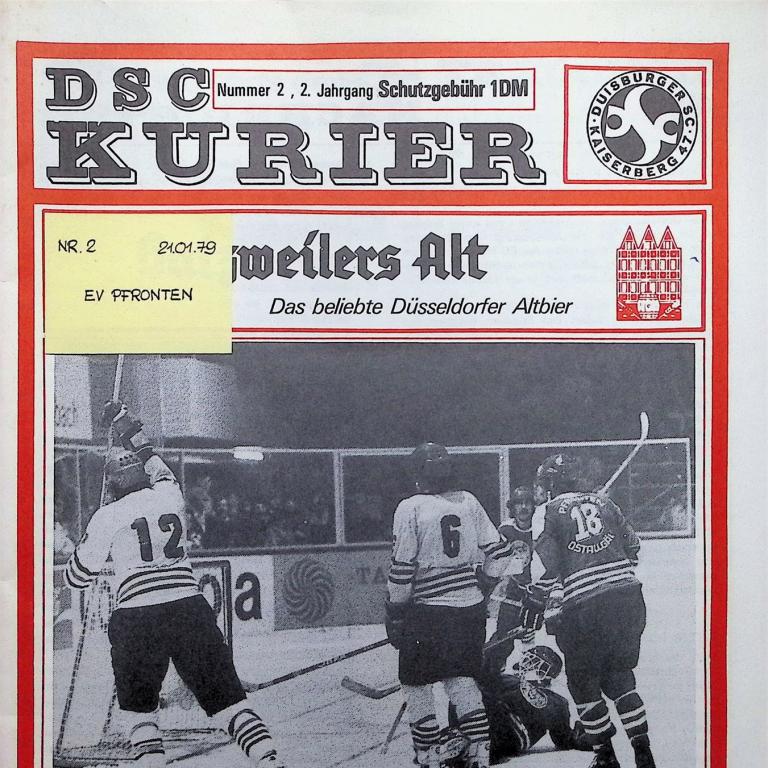 DSC
Nummer 2 , 2. Jahrgang Schutzgebühr 1DM
KURIER
DUISBURGER SC
· KAISERBERG 47 ·
NR. 2 21.01.79
EV PFRONTEN
weilers Alt
Das beliebte Düsseldorfer Altbier
12
6
18
OSTALLGÄU